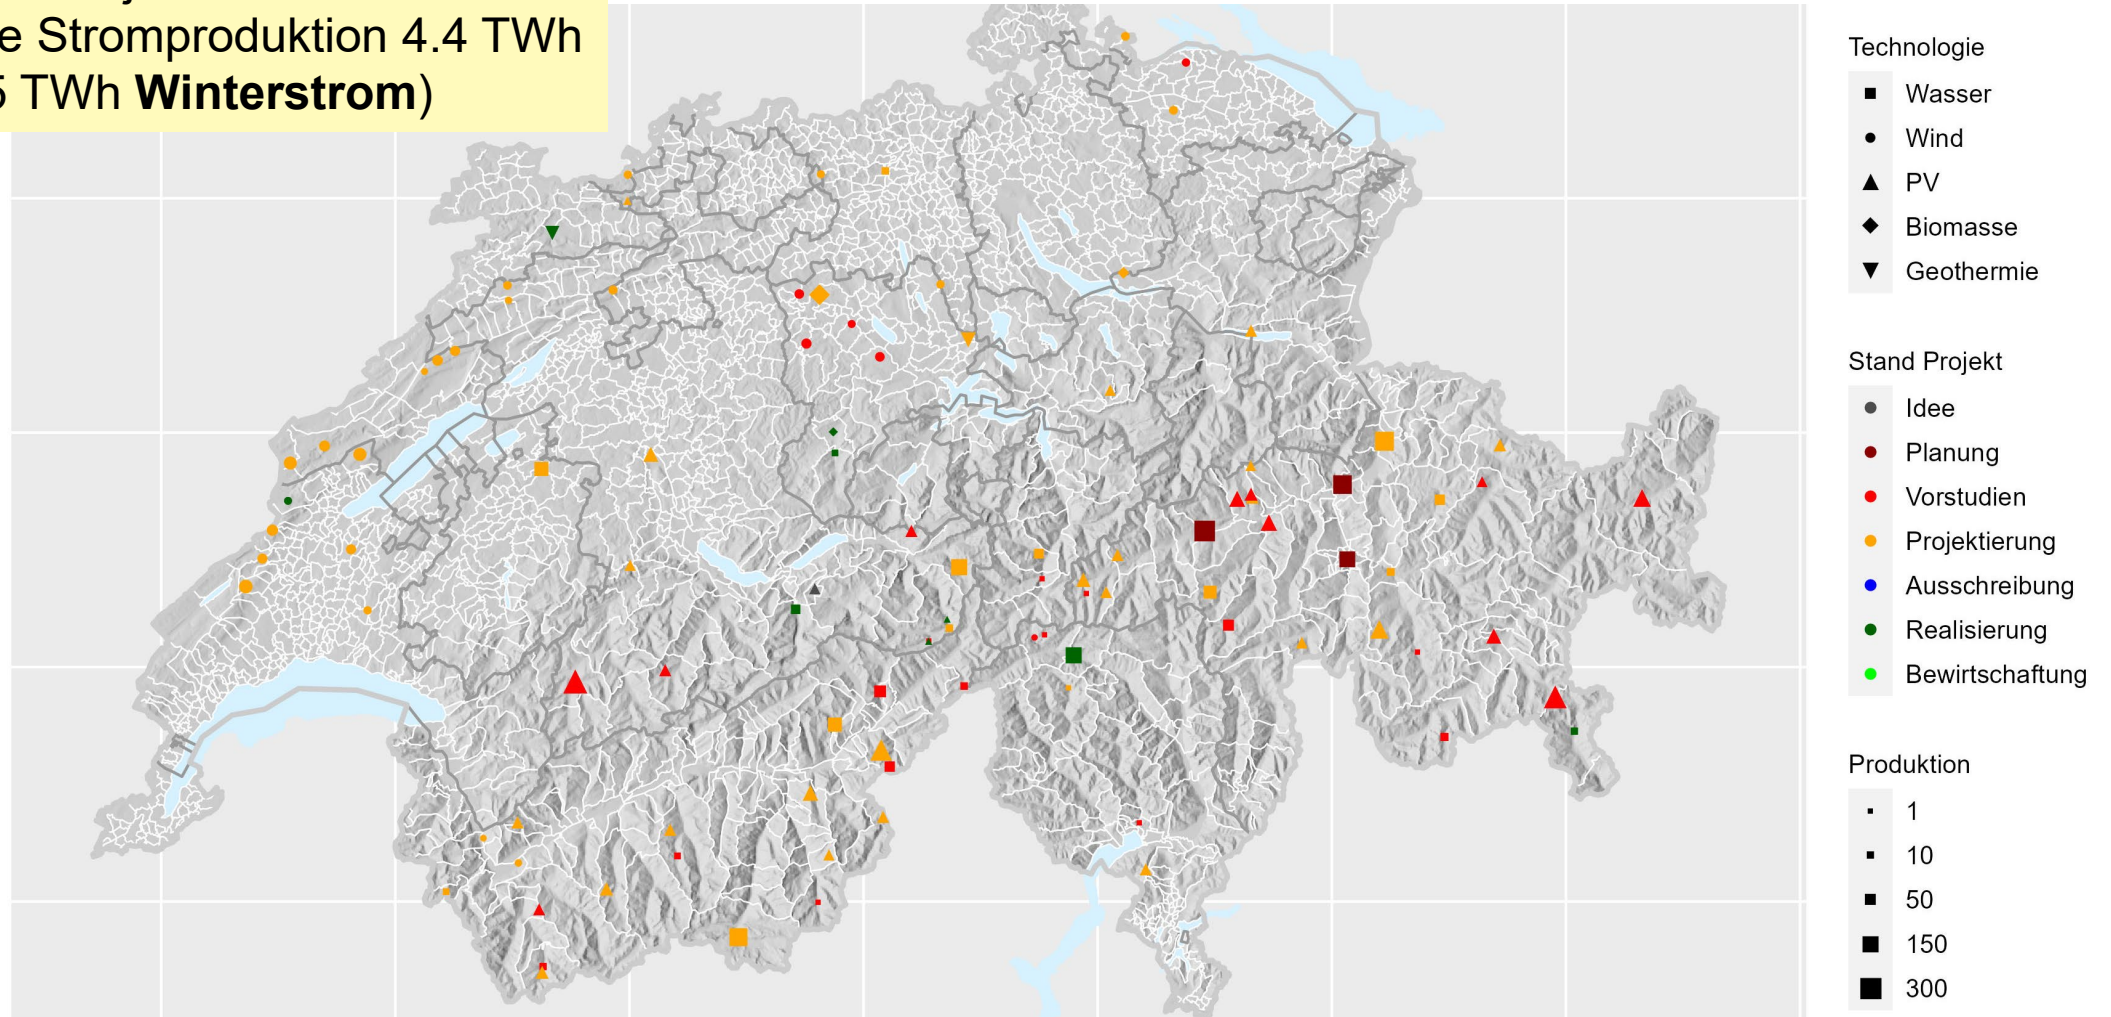 e Stromproduktion 4.4 TWh
TWh Winterstrom)
Technologie
Wasser
Wind
PV
Biomasse
Geothermie
Stand Projekt
Idee
Planung
Vorstudien
Projektierung
Ausschreibung
Realisierung
Bewirtschaftung
Produktion
1
10
50
150
300